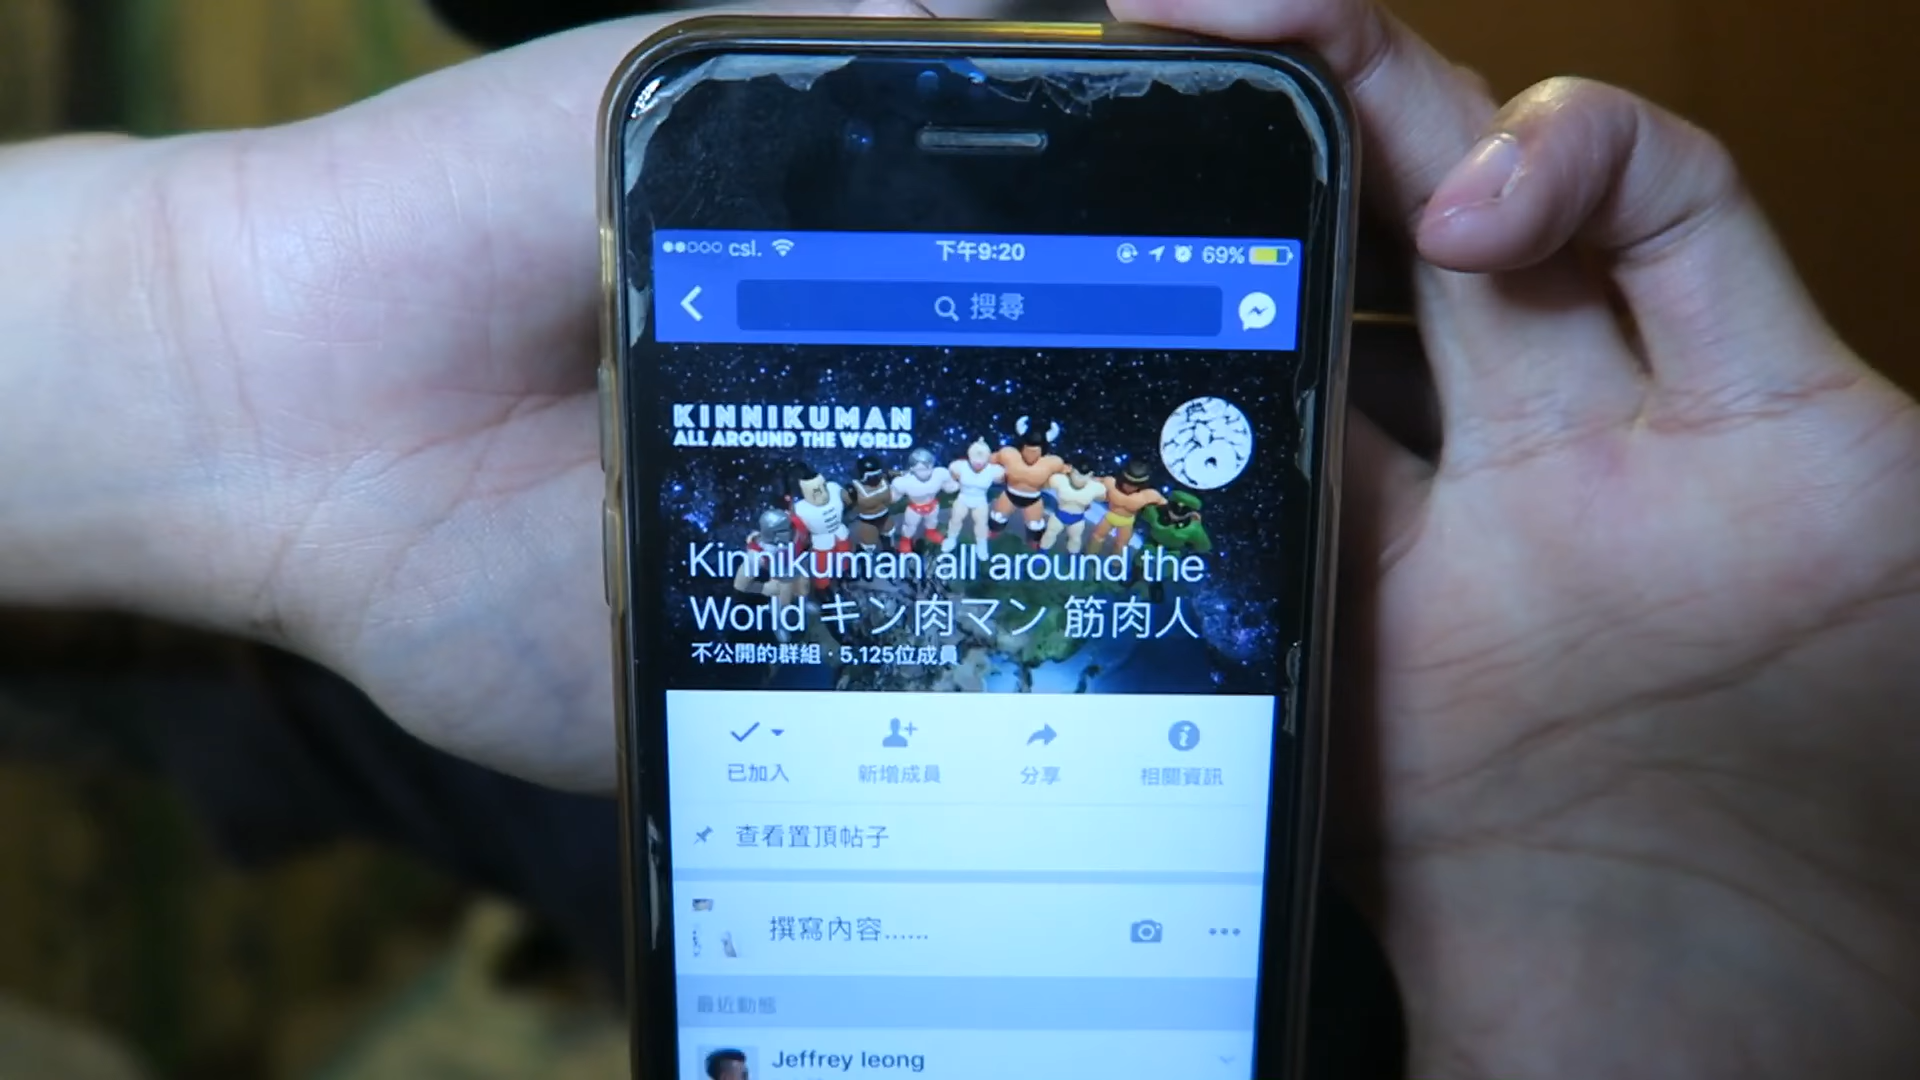 csl.
下午9:20
69%
搜尋
KINNIKUMAN
ALL AROUND THE WORLD
Kinnikuman all around the
World キン肉マン 筋肉人
不公開的群組 · 5,125位成員
已加入
新增成員
分享
相關資訊
查看置頂帖子
撰寫內容......
最近動態
Jeffrey Ieong